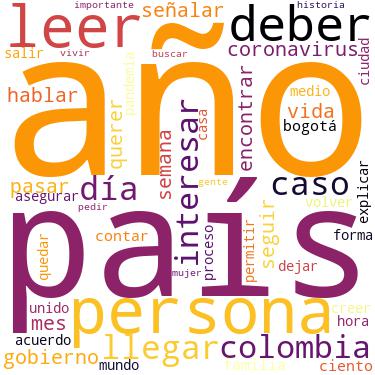 importante
historia
leer
señalar
deber
salir
vivir
buscar
coronavirus
ciudad
año
hablar
querer
pandemia
semana
casa
encontrar
medio
vida
bogotá
pasar
día
interesar
caso
explicar
asegurar
gente
pedir
volver
país
quedar
contar
proceso
mujer
permitir
seguir
dejar
forma
unido
persona
creer
mes
hora
acuerdo
llegar
colombia
gobierno
mundo
familia
ciento